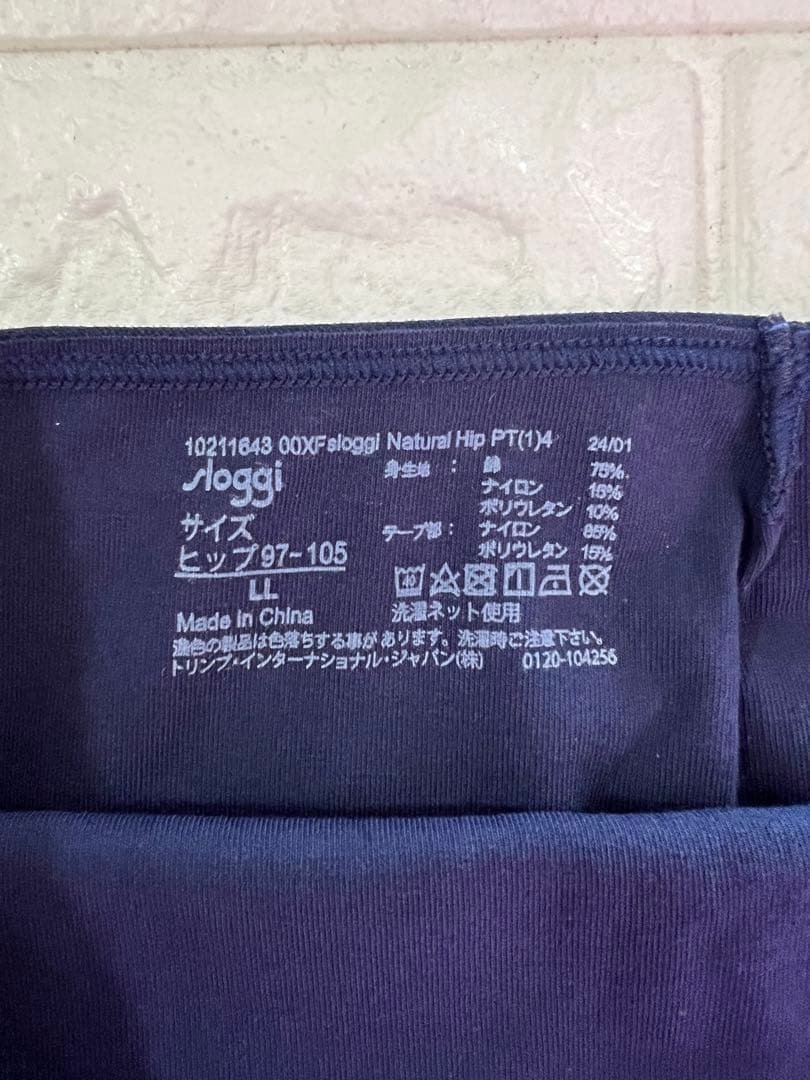 10211643 00XFsloggi Natural Hip PT(1)4 24/01
sloggi
サイズ
ヒップ97-105
LL
身生地 : 綿 75%
ナイロン 15%
ポリウレタン 10%
テープ部 : ナイロン 85%
ポリウレタン 15%
40
洗濯ネット使用
Made in China
濃色の製品は色落ちする事があります。洗濯時ご注意下さい。
トリンプ・インターナショナル・ジャパン(株) 0120-104256